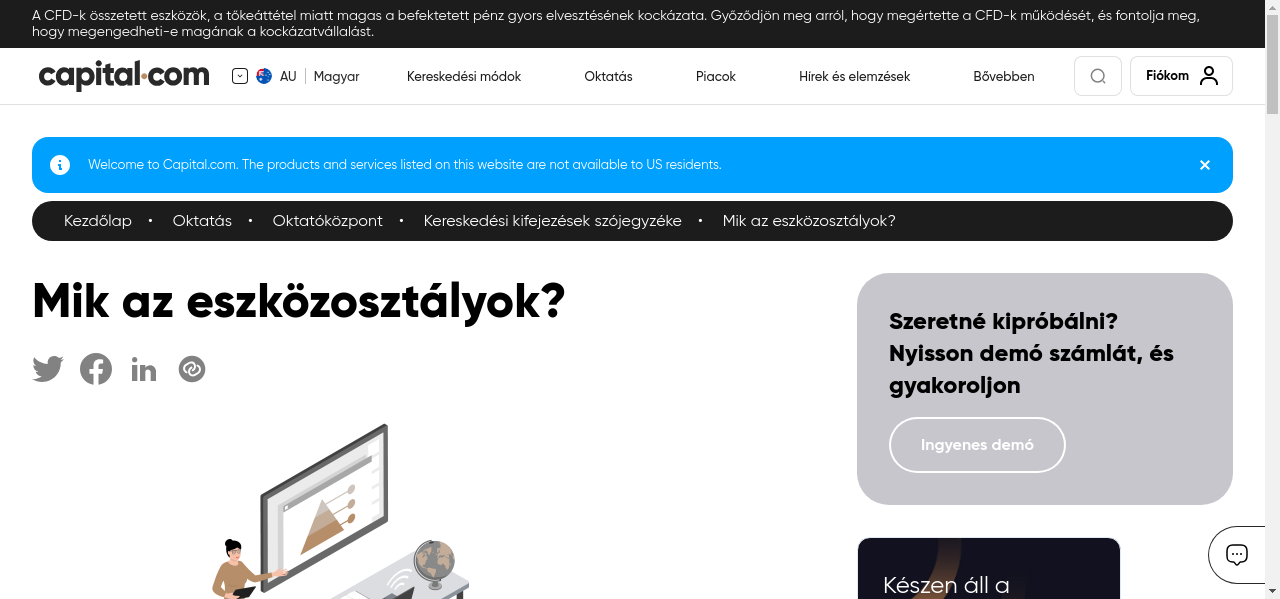 A CFD-k összetett eszközök, a tőkeáttétel miatt magas a befektetett pénz gyors elvesztésének kockázata. Győződjön meg arról, hogy megértette a CFD-k működését, és fontolja meg,
hogy megengedheti-e magának a kockázatvállalást.
capital.com
AU
Magyar
Kereskedési módok
Oktatás
Piacok
Hírek és elemzések
Bővebben
Fiókom
Welcome to Capital.com. The products and services listed on this website are not available to US residents.
Kezdőlap • Oktatás • Oktatóközpont • Kereskedési kifejezések szójegyzéke • Mik az eszközosztályok?
Mik az eszközosztályok?
Szeretné kipróbálni?
Nyisson demó számlát, és
gyakoroljon
Ingyenes demó
Készen áll a